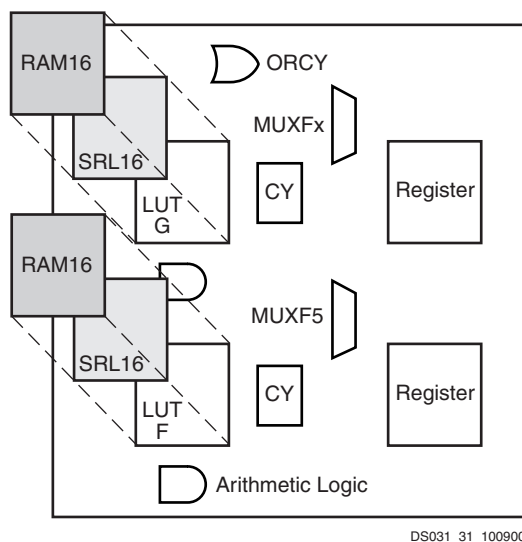 RAM16
ORCY
MUXFx
SRL16
CY
Register
LUT
G
RAM16
MUXF5
SRL16
CY
Register
LUT
F
Arithmetic Logic
DS031_31_100900